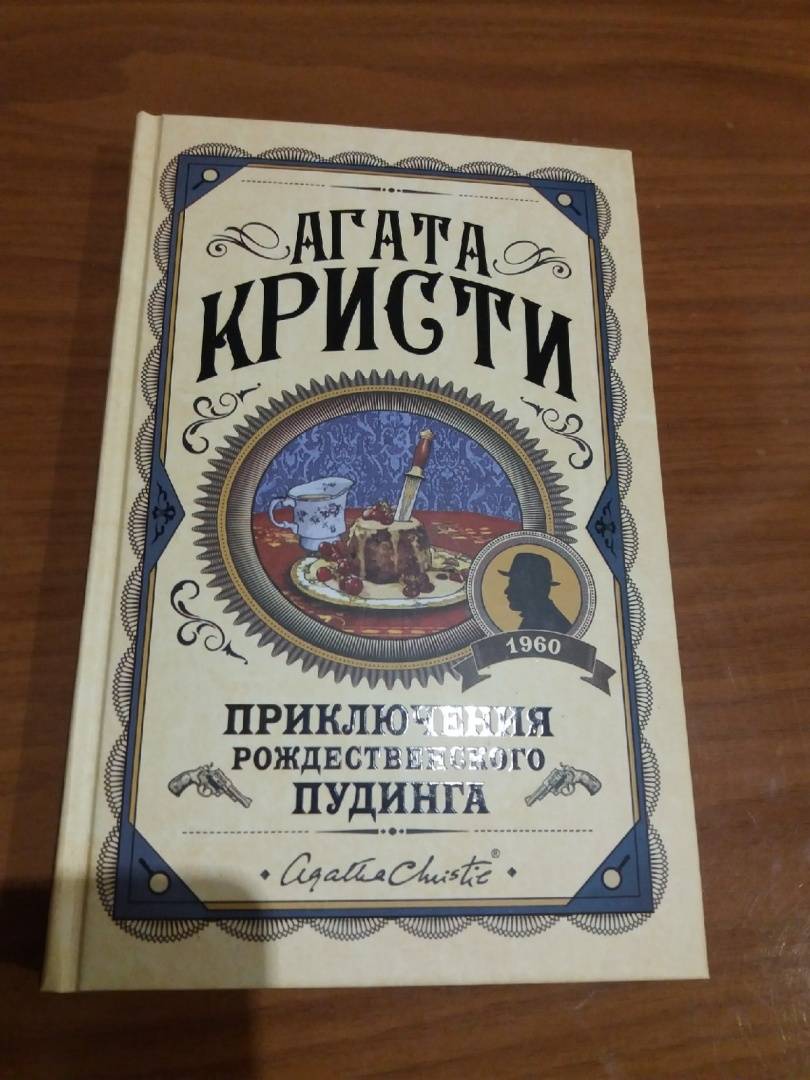 АГАТА
КРИСТИ
1960
ПРИКЛЮЧЕНИЯ
РОЖДЕСТВЕНСКОГО
ПУДИНГА
Agatha Christie®